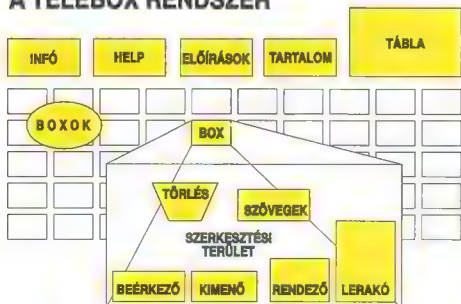 A TELEBOX RENDSZER
INFÓ
HELP
ELŐÍRÁSOK
TARTALOM
TÁBLA
BOXOK
BOX
TÖRLÉS
SZÖVEGEK
SZERKESZTÉSI
TERÜLET
BEÉRKEZŐ
KIMENŐ
RENDEZŐ
LERAKÓ